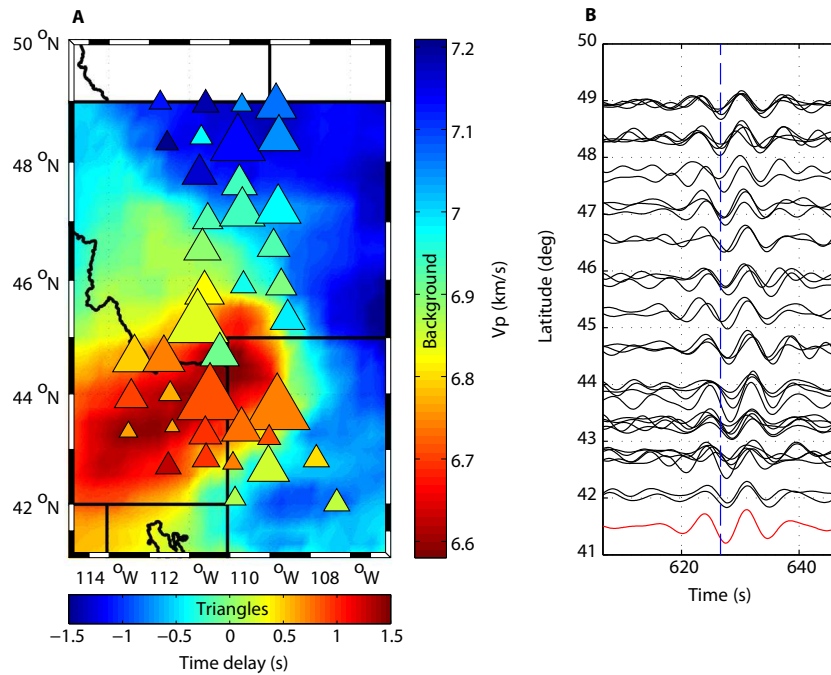 A
B
50 °N
48 °N
46 °N
44 °N
42 °N
114 °W 112 °W 110 °W 108 °W
7.2
7.1
7
6.9
6.8
6.7
6.6
Background
Vp (km/s)
Triangles
−1.5 −1 −0.5 0 0.5 1 1.5
Time delay (s)
50
49
48
47
46
45
44
43
42
41
Latitude (deg)
620 640
Time (s)